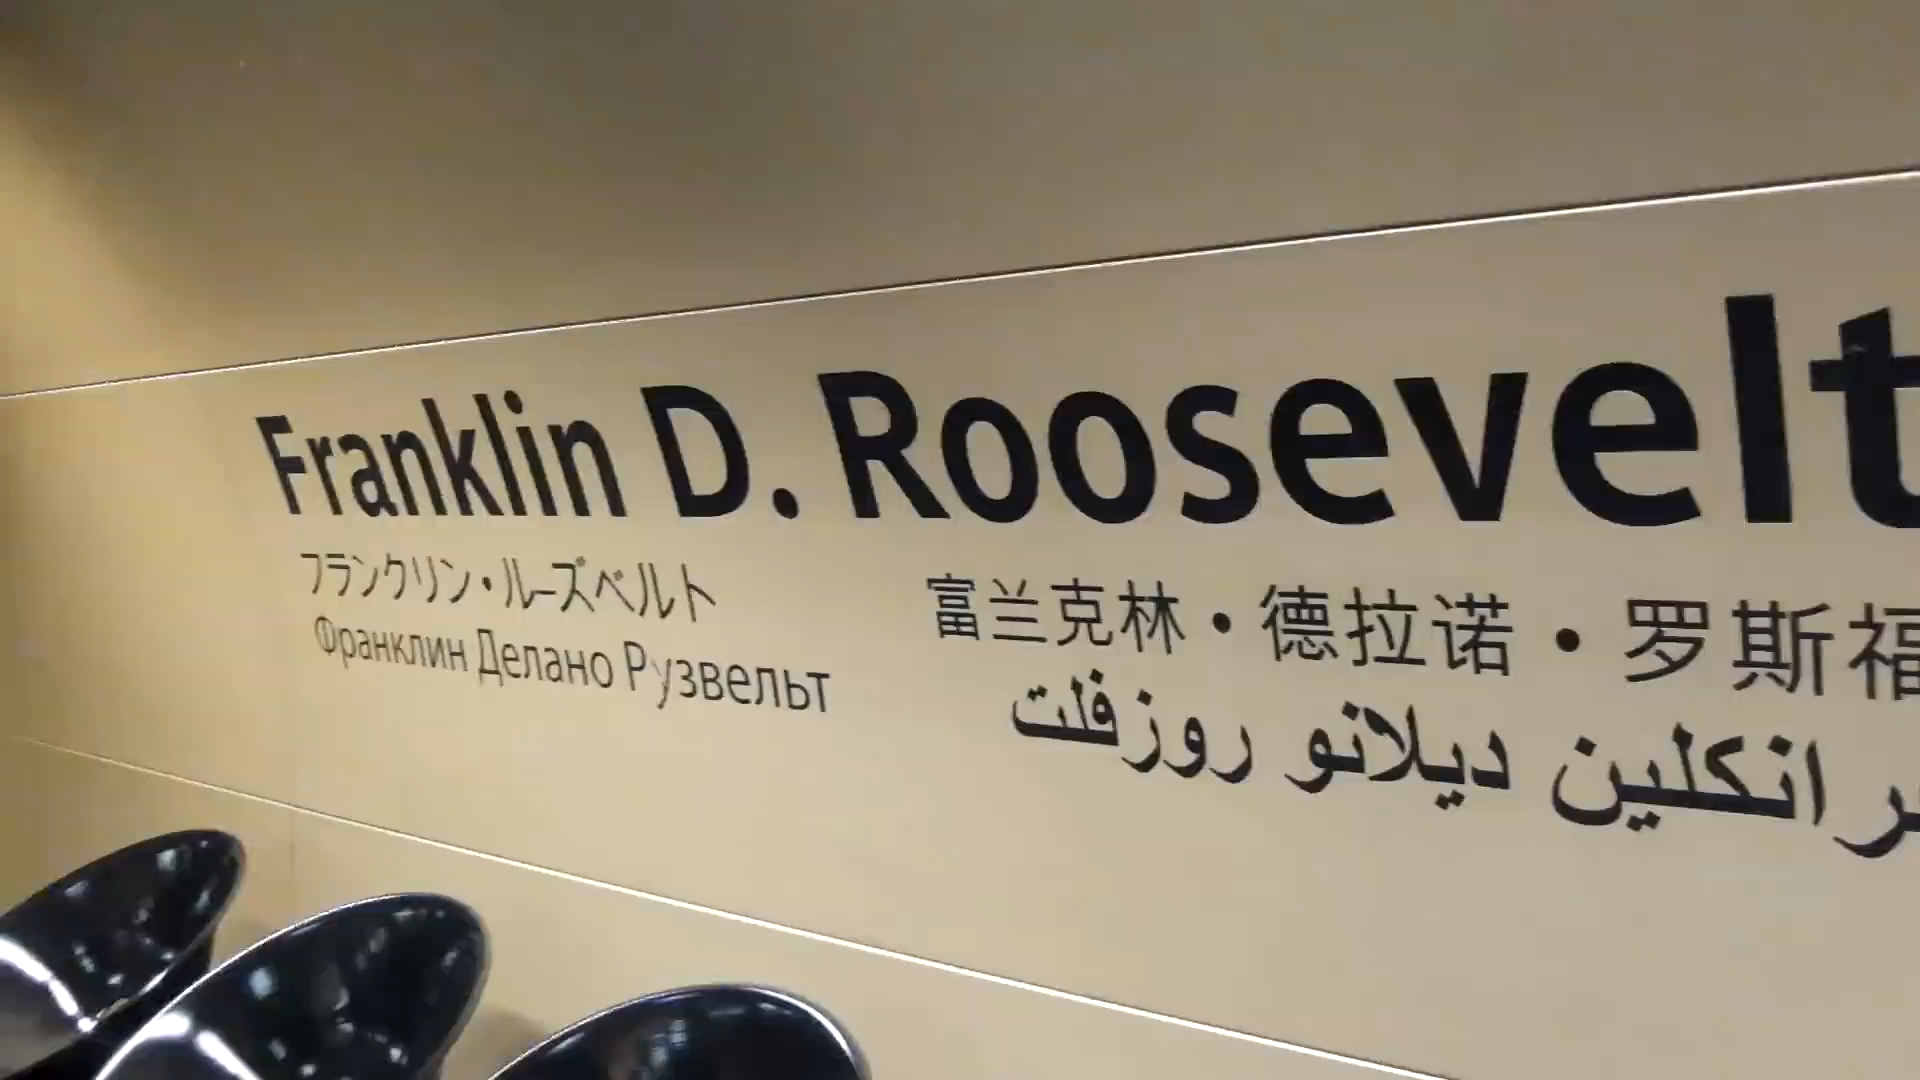 Franklin D. Roosevelt
フランクリン・ルーズベルト
富兰克林・德拉诺・罗斯福
Франклин Делано Рузвельт
انكلين ديلانو روزفلت